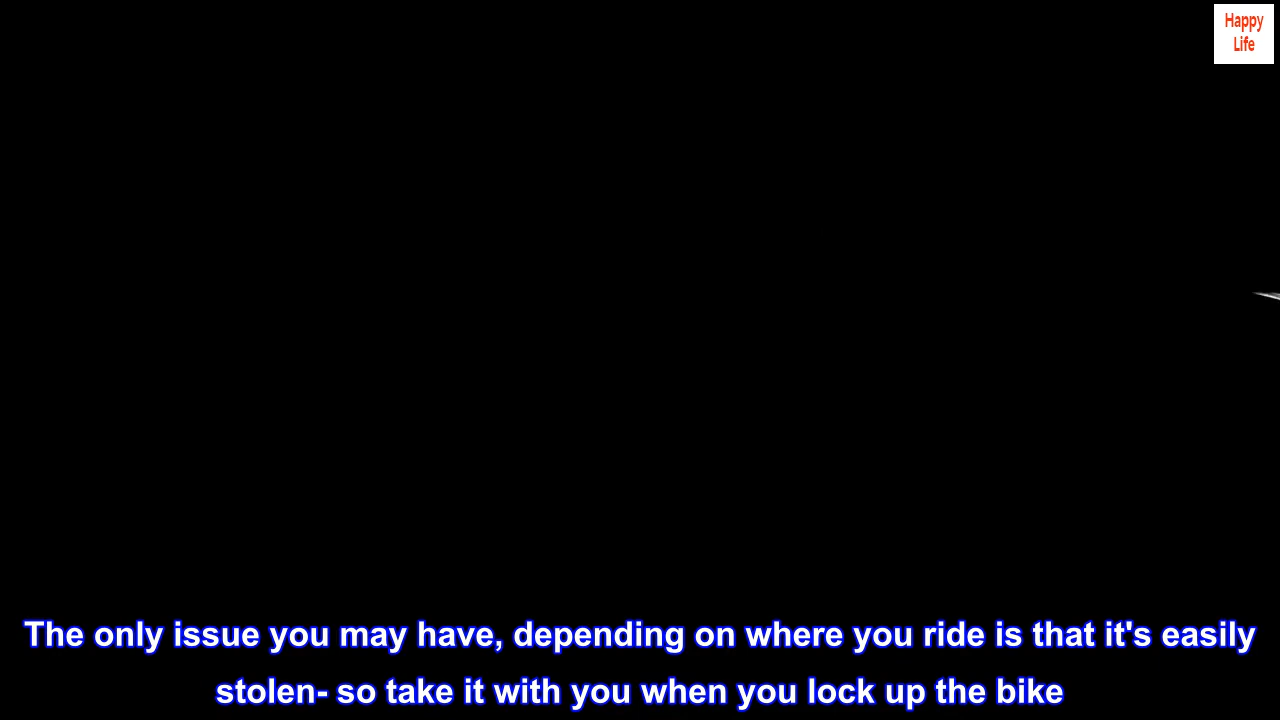 Happy
Life
The only issue you may have, depending on where you ride is that it's easily
stolen- so take it with you when you lock up the bike